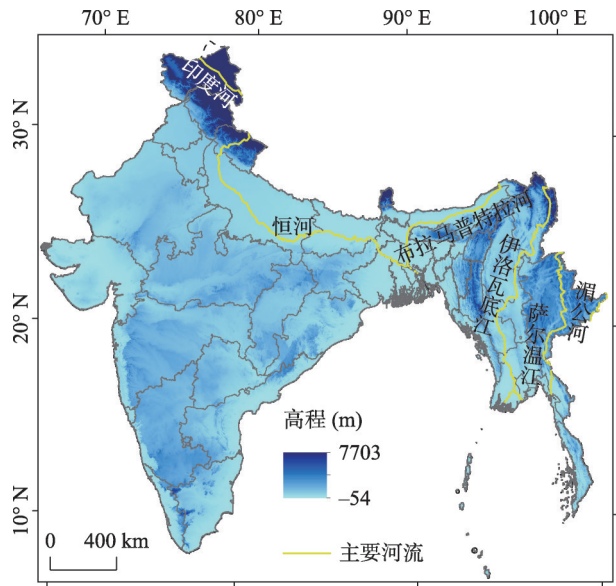 70°E
80°E
90°E
100°E
30°N
20°N
10°N
印度河
恒河
布拉马普特拉河
伊洛瓦底江
萨尔温江
湄公河
高程 (m)
7703
–54
主要河流
0 400 km